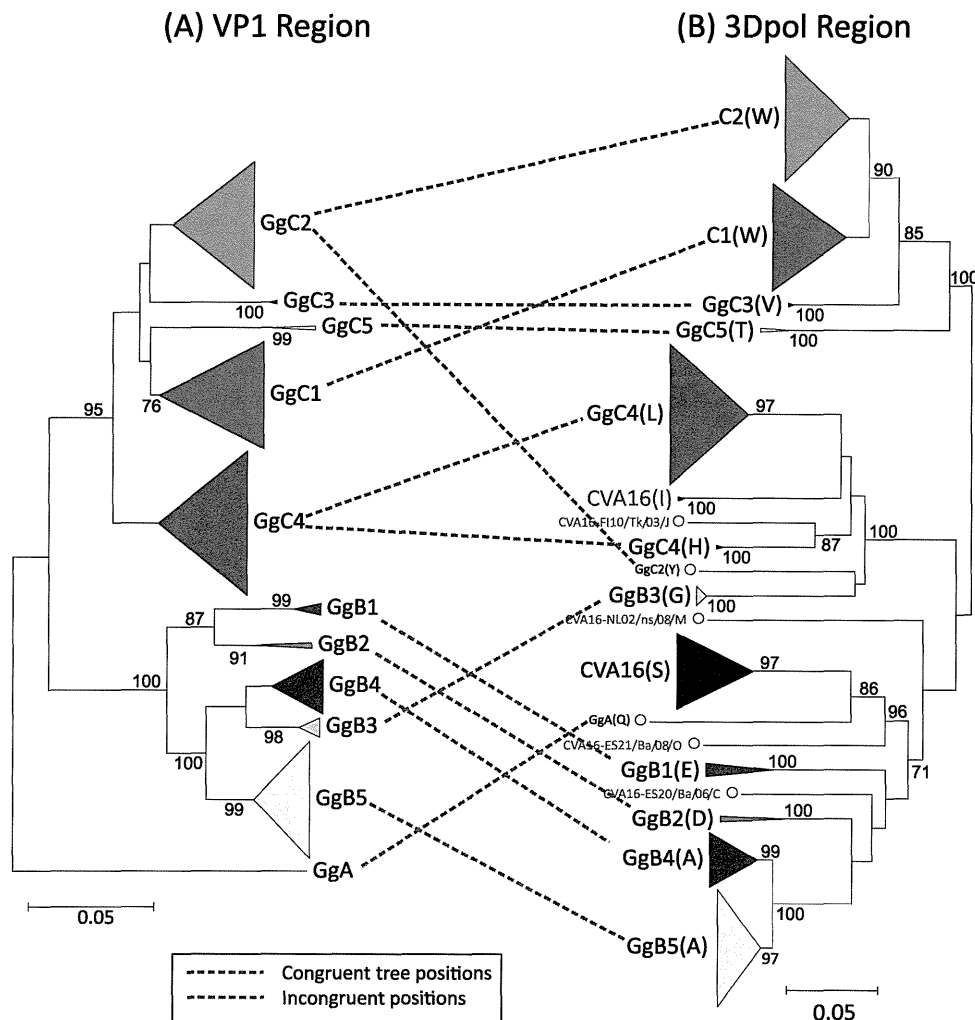 (A) VP1 Region
(B) 3Dpol Region
GgC2
100
GgC3
GgC5
99
GgC1
76
95
GgC4
99
GgB1
87
GgB2
91
100
GgB4
GgB3
98
100
GgB5
99
GgA
0.05
C2(W)
90
C1(W)
85
100
GgC3(V)
100
GgC5(T)
100
GgC4(L)
97
CVA16(I)
100
CVA16-FI10/Tk/03/J
87
GgC4(H)
100
100
GgC2(Y)
GgB3(G)
100
CVA16-NL02/ns/08/M
CVA16(S)
97
86
GgA(Q)
96
CVA16-ES21/Ba/08/O
71
GgB1(E)
100
CVA16-ES20/Ba/06/C
GgB2(D)
100
GgB4(A)
99
100
GgB5(A)
97
0.05
Congruent tree positions
Incongruent positions